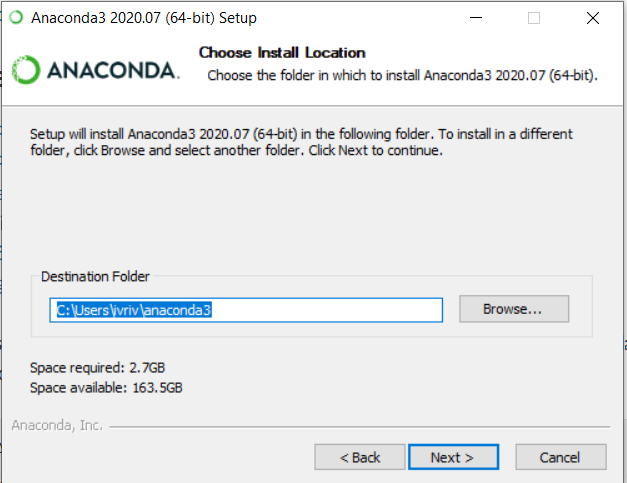 Anaconda3 2020.07 (64-bit) Setup
Choose Install Location
Choose the folder in which to install Anaconda3 2020.07 (64-bit).
ANACONDA.
Setup will install Anaconda3 2020.07 (64-bit) in the following folder. To install in a different
folder, click Browse and select another folder. Click Next to continue.
Destination Folder
C:\Users\ivriv\anaconda3
Browse...
Space required: 2.7GB
Space available: 163.5GB
Anaconda, Inc.
< Back
Next >
Cancel